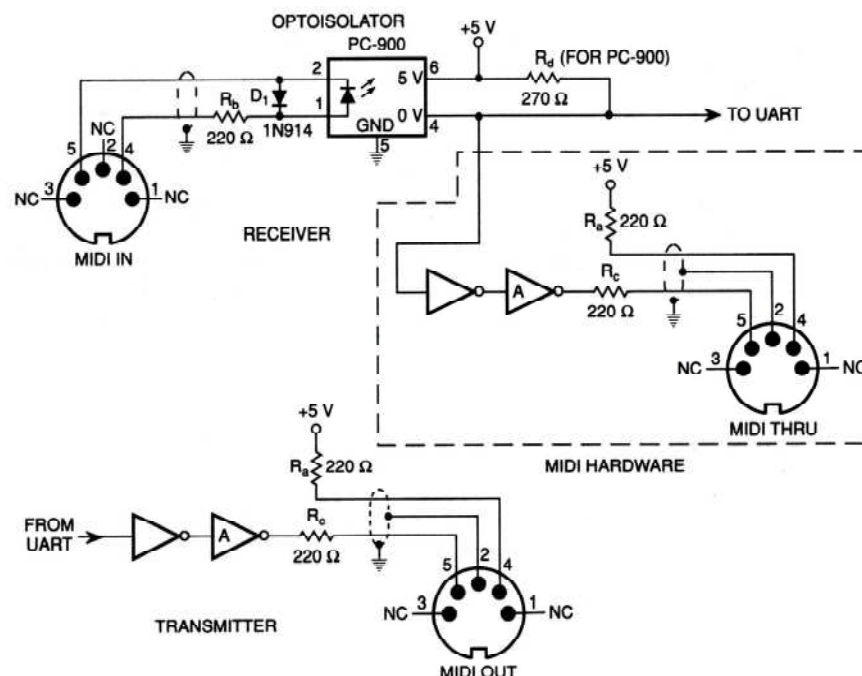 OPTOISOLATOR
PC-900
+5 V
2
6
5 V
Rd (FOR PC-900)
270 Ω
D1
1
1N914
0 V
4
GND
5
TO UART
Rb
220 Ω
NC
5
2
4
3
1
NC
NC
MIDI IN
RECEIVER
+5 V
Ra
220 Ω
A
Rc
220 Ω
5
2
4
NC
3
1
NC
MIDI THRU
MIDI HARDWARE
+5 V
Ra
220 Ω
FROM
UART
A
Rc
220 Ω
5
2
4
NC
3
1
NC
TRANSMITTER
MIDI OUT